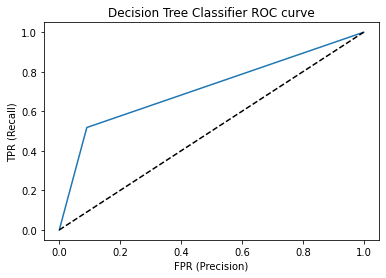 Decision Tree Classifier ROC curve
1.0
0.8
0.6
0.4
0.2
0.0
TPR (Recall)
0.0 0.2 0.4 0.6 0.8 1.0
FPR (Precision)